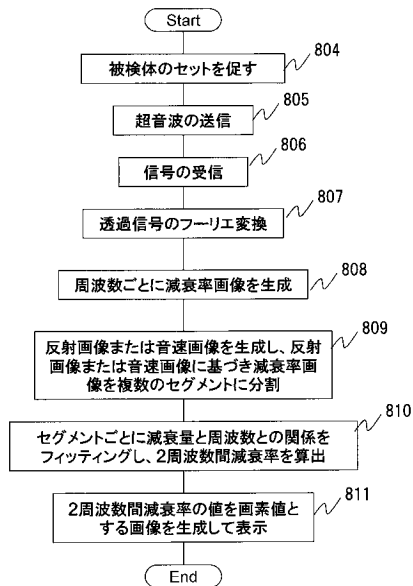 Start
804
被検体のセットを促す
805
超音波の送信
806
信号の受信
807
透過信号のフーリエ変換
808
周波数ごとに減衰率画像を生成
809
反射画像または音速画像を生成し、反射
画像または音速画像に基づき減衰率画
像を複数のセグメントに分割
810
セグメントごとに減衰量と周波数との関係を
フィッティングし、2周波数間減衰率を算出
811
2周波数間減衰率の値を画素値と
する画像を生成して表示
End